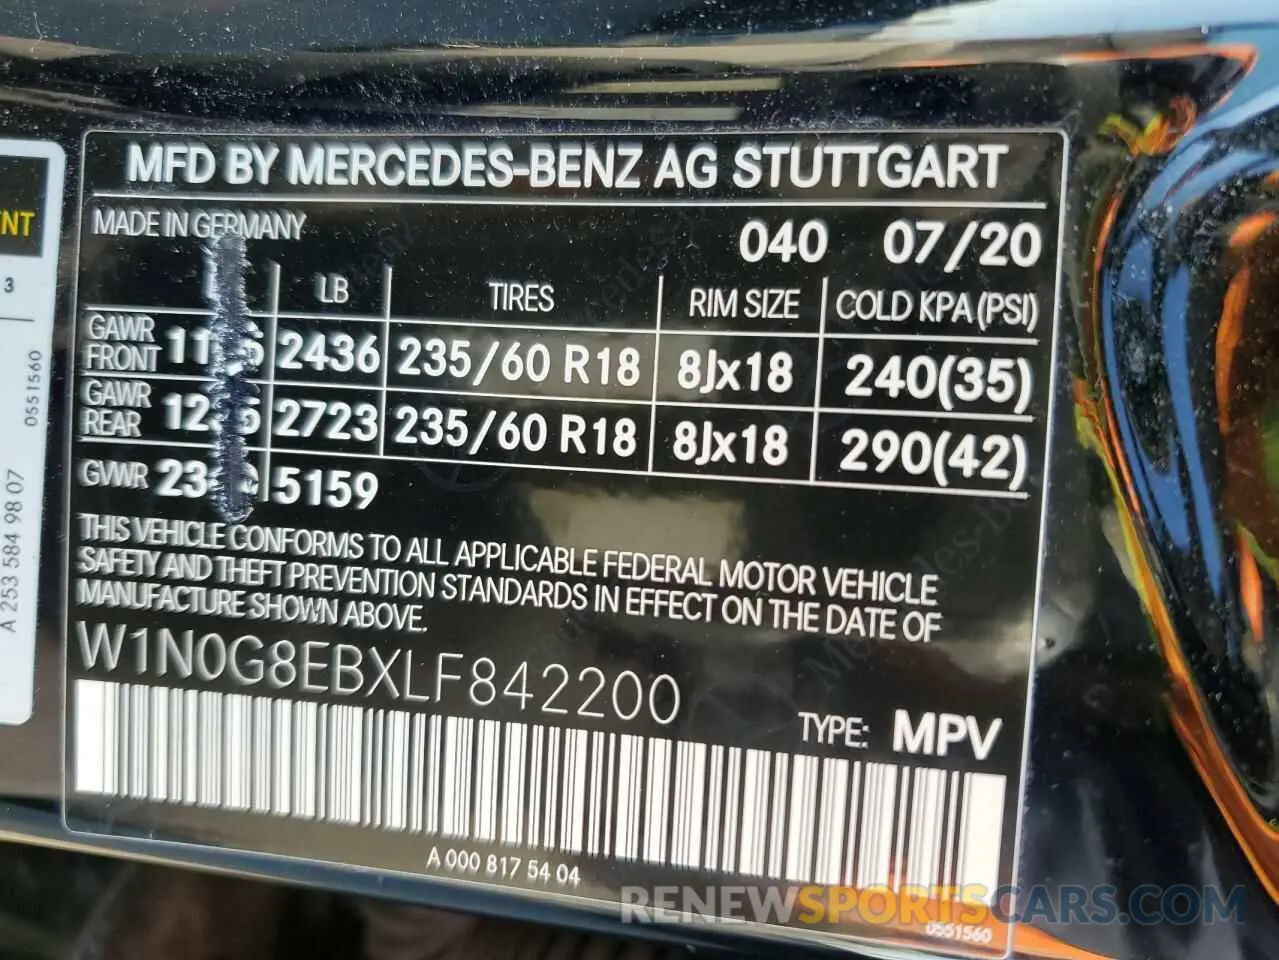 MFD BY MERCEDES-BENZ AG STUTTGART
MADE IN GERMANY
040 07/20
LB TIRES RIM SIZE COLD KPA (PSI)
GAWR FRONT 2436 235/60 R18 8Jx18 240(35)
GAWR REAR 2723 235/60 R18 8Jx18 290(42)
GVWR 5159
THIS VEHICLE CONFORMS TO ALL APPLICABLE FEDERAL MOTOR VEHICLE
SAFETY AND THEFT PREVENTION STANDARDS IN EFFECT ON THE DATE OF
MANUFACTURE SHOWN ABOVE.
W1N0G8EBXLF842200
TYPE: MPV
A 000 817 54 04
0551560
3
0551560
A 253 584 98 07
RENEWSPORTSCARS.COM